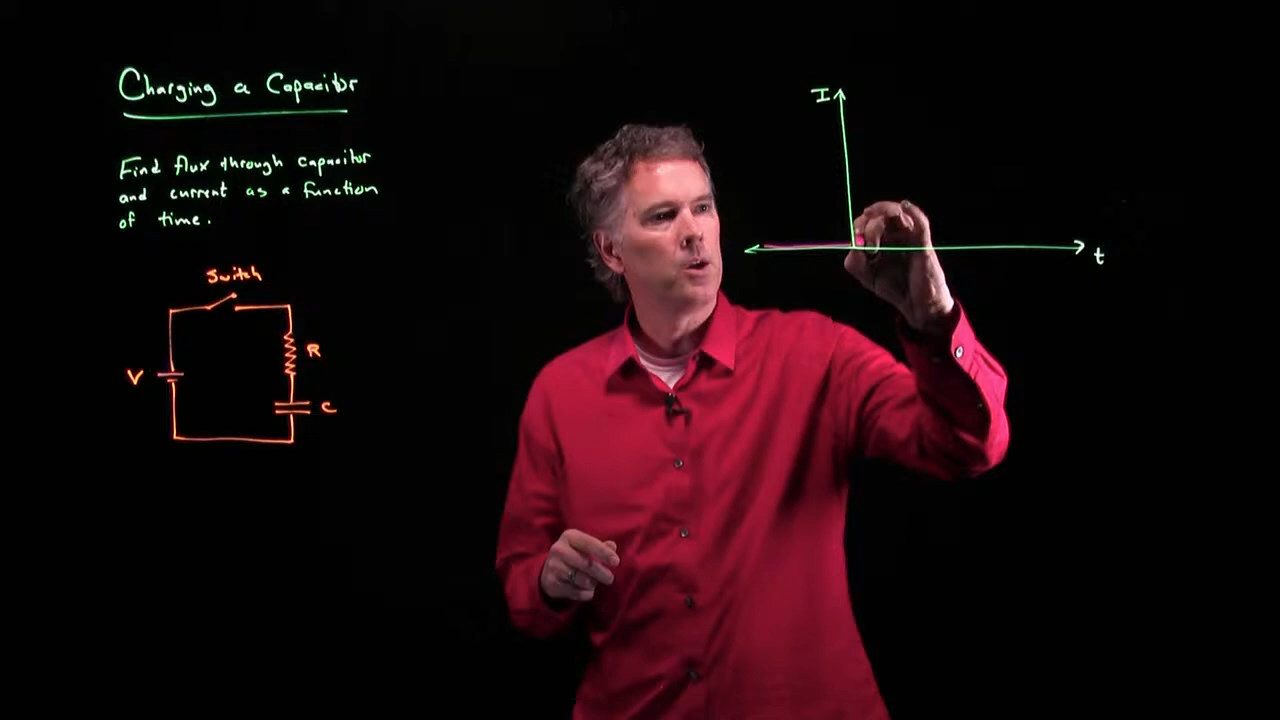 Charging a Capacitor
Find flux through capacitor
and current as a function
of time.
Switch
V
R
C
I
t